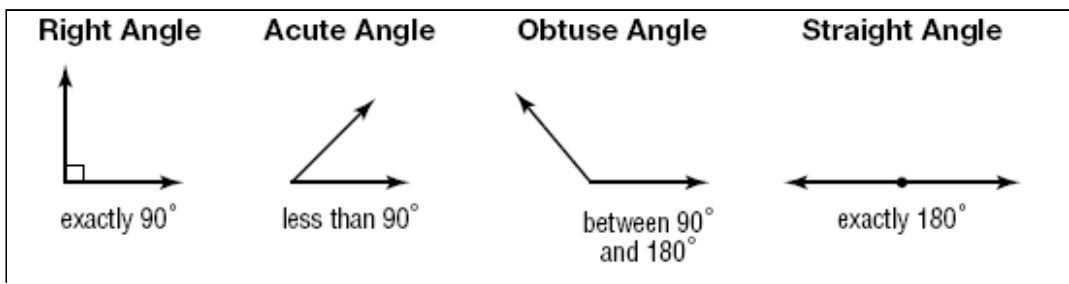 Right Angle
Acute Angle
Obtuse Angle
Straight Angle
exactly 90°
less than 90°
between 90°
and 180°
exactly 180°